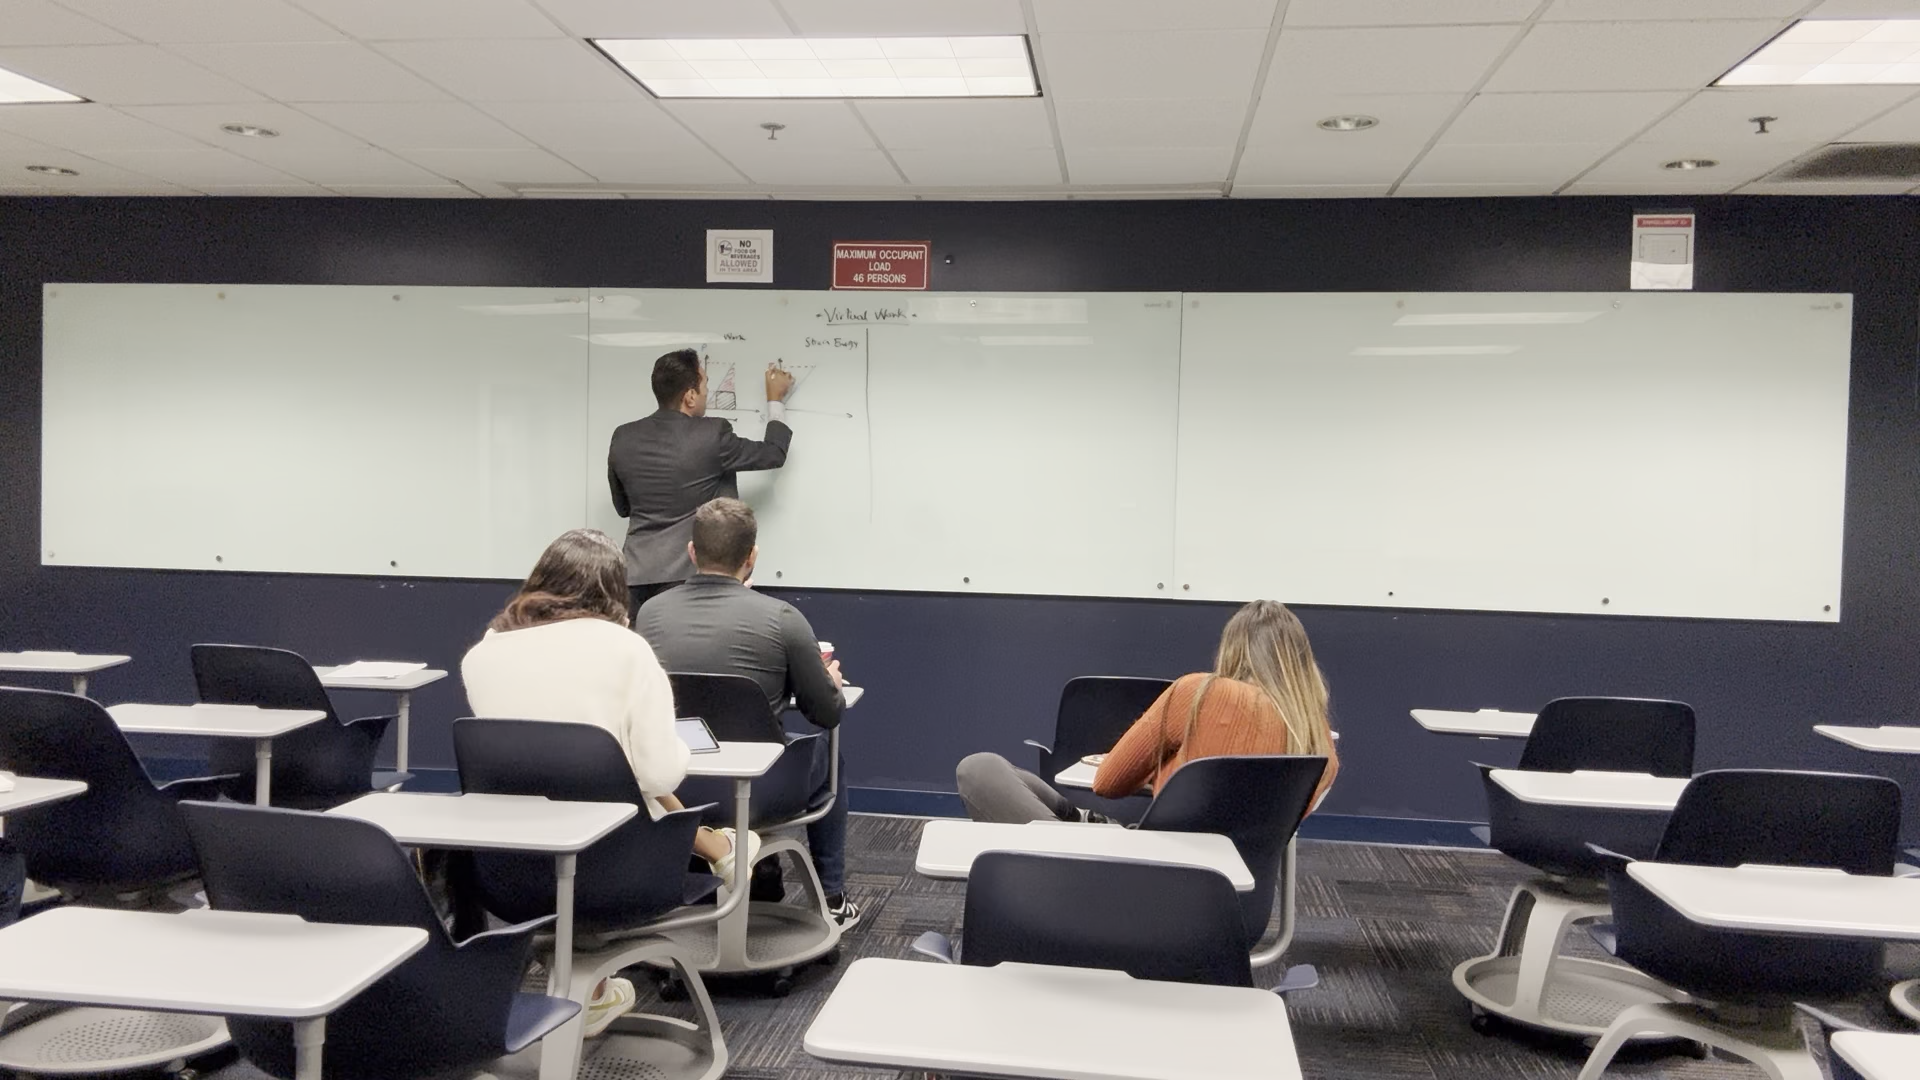 NO
FOOD OR
BEVERAGES
ALLOWED
IN THIS AREA
MAXIMUM OCCUPANT
LOAD
46 PERSONS
- Virtual Work -
Work
Strain Energy
P